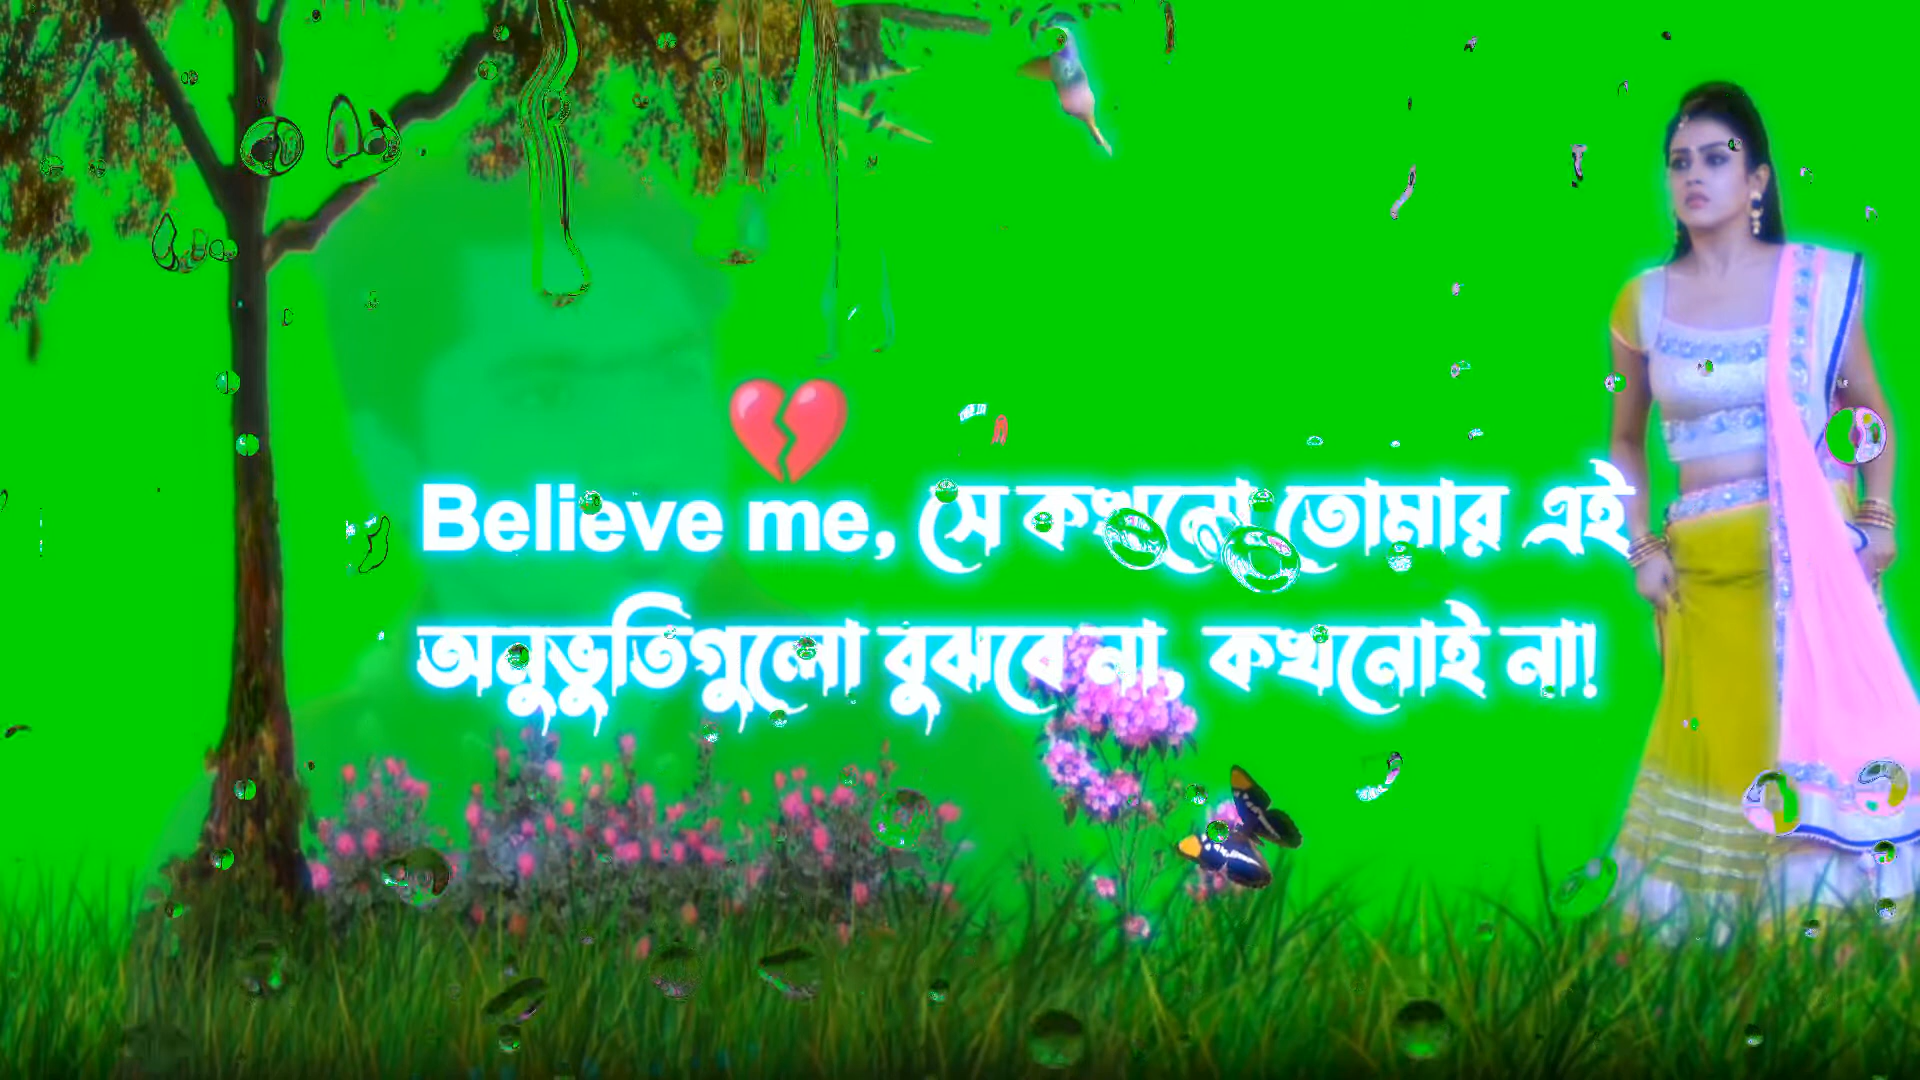 Believe me, সে কখনো তোমার এই
অনুভুতিগুলো বুঝবে না, কখনোই না!